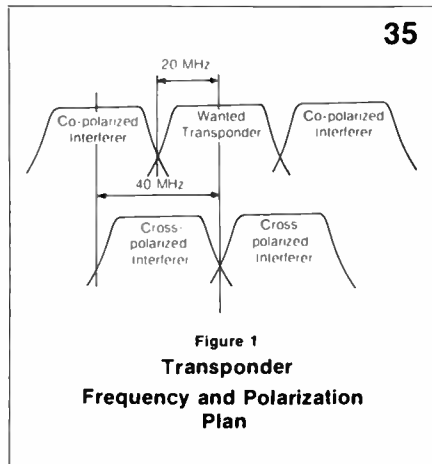 35
20 MHz
Co-polarized
Interferer
Wanted
Transponder
Co-polarized
Interferer
40 MHz
Cross-
polarized
Interferer
Cross
polarized
Interferer
Figure 1
Transponder
Frequency and Polarization
Plan